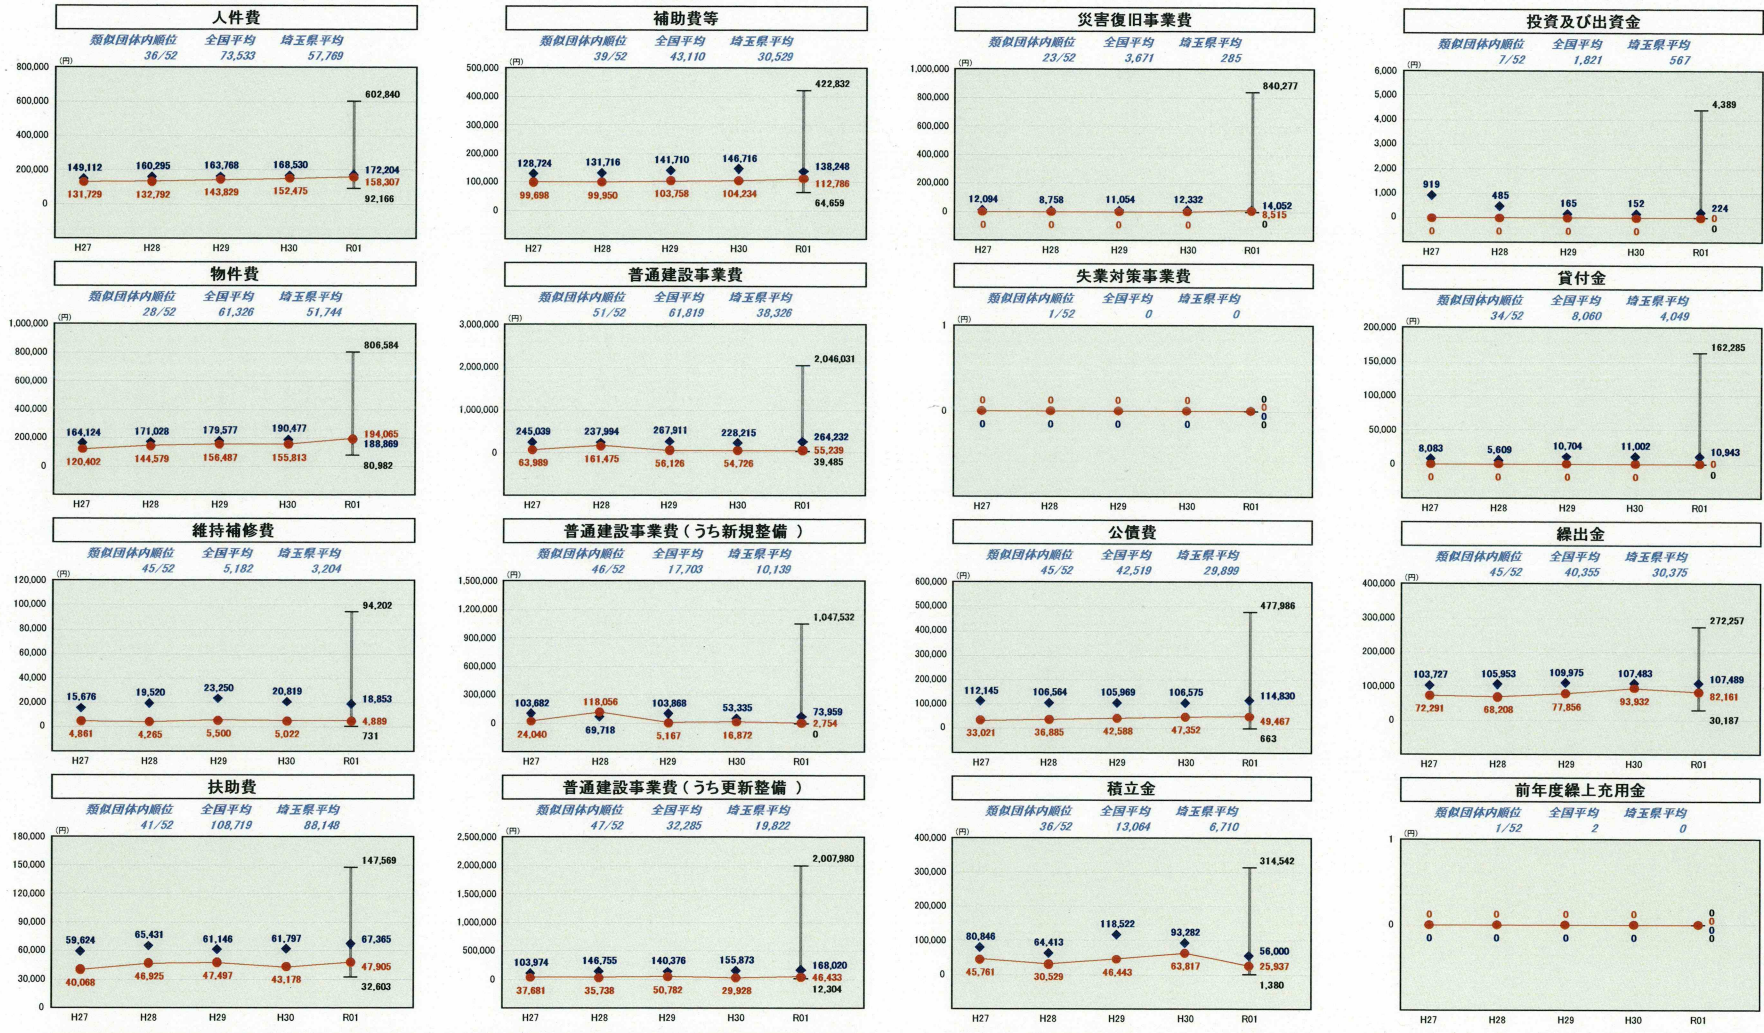 人件費
類似団体内順位 全国平均 埼玉県平均
36/52 73,533 57,769
(円)
800,000
600,000
400,000
200,000
0
602,840
149,112 160,295 163,768 168,530 172,204
131,729 132,792 143,829 152,475 158,307
92,166
H27 H28 H29 H30 R01
補助費等
類似団体内順位 全国平均 埼玉県平均
39/52 43,110 30,529
(円)
500,000
400,000
300,000
200,000
100,000
0
422,832
128,724 131,716 141,710 146,716 138,248
99,698 99,950 103,758 104,234 112,786
64,659
H27 H28 H29 H30 R01
災害復旧事業費
類似団体内順位 全国平均 埼玉県平均
23/52 3,671 285
(円)
1,000,000
800,000
600,000
400,000
200,000
0
840,277
12,094 8,758 11,054 12,332 14,052
0 0 0 0 8,515
0
H27 H28 H29 H30 R01
投資及び出資金
類似団体内順位 全国平均 埼玉県平均
7/52 1,821 567
(円)
6,000
5,000
4,000
3,000
2,000
1,000
0
4,389
919 485 165 152 224
0 0 0 0 0
0
H27 H28 H29 H30 R01
物件費
類似団体内順位 全国平均 埼玉県平均
28/52 61,326 51,744
(円)
1,000,000
800,000
600,000
400,000
200,000
0
806,584
164,124 171,028 179,577 190,477 194,065
120,402 144,579 156,487 155,813 188,869
80,982
H27 H28 H29 H30 R01
普通建設事業費
類似団体内順位 全国平均 埼玉県平均
51/52 61,819 38,326
(円)
3,000,000
2,000,000
1,000,000
0
2,046,031
245,039 237,994 267,911 228,215 264,232
63,989 161,475 56,126 54,726 55,239
39,485
H27 H28 H29 H30 R01
失業対策事業費
類似団体内順位 全国平均 埼玉県平均
1/52 0 0
(円)
1
0
0 0 0 0 0
0
0
0 0 0 0 0
H27 H28 H29 H30 R01
貸付金
類似団体内順位 全国平均 埼玉県平均
34/52 8,060 4,049
(円)
200,000
150,000
100,000
50,000
0
162,285
8,083 5,609 10,704 11,002 10,943
0 0 0 0 0
0
H27 H28 H29 H30 R01
維持補修費
類似団体内順位 全国平均 埼玉県平均
45/52 5,182 3,204
(円)
120,000
100,000
80,000
60,000
40,000
20,000
0
94,202
15,676 19,520 23,250 20,819 18,853
4,861 4,265 5,500 5,022 4,889
731
H27 H28 H29 H30 R01
普通建設事業費(うち新規整備 )
類似団体内順位 全国平均 埼玉県平均
46/52 17,703 10,139
(円)
1,500,000
1,200,000
900,000
600,000
300,000
0
1,047,532
103,682 118,056 103,868 53,335 73,959
24,040 69,718 5,167 16,872 2,754
0
H27 H28 H29 H30 R01
公債費
類似団体内順位 全国平均 埼玉県平均
45/52 42,519 29,899
(円)
600,000
500,000
400,000
300,000
200,000
100,000
0
477,986
112,145 106,564 105,969 106,575 114,830
33,021 36,885 42,588 47,352 49,467
663
H27 H28 H29 H30 R01
繰出金
類似団体内順位 全国平均 埼玉県平均
45/52 40,355 30,375
(円)
400,000
300,000
200,000
100,000
0
272,257
103,727 105,953 109,975 107,483 107,489
72,291 68,208 77,856 93,932 82,161
30,187
H27 H28 H29 H30 R01
扶助費
類似団体内順位 全国平均 埼玉県平均
41/52 108,719 88,148
(円)
180,000
150,000
120,000
90,000
60,000
30,000
0
147,569
59,624 65,431 61,146 61,797 67,365
40,068 46,925 47,497 43,178 47,905
32,603
H27 H28 H29 H30 R01
普通建設事業費(うち更新整備 )
類似団体内順位 全国平均 埼玉県平均
47/52 32,285 19,822
(円)
2,500,000
2,000,000
1,500,000
1,000,000
500,000
0
2,007,980
103,974 146,755 140,376 155,873 168,020
37,681 35,738 50,782 29,928 46,433
12,304
H27 H28 H29 H30 R01
積立金
類似団体内順位 全国平均 埼玉県平均
36/52 13,064 6,710
(円)
400,000
300,000
200,000
100,000
0
314,542
80,846 64,413 118,522 93,282 56,000
45,761 30,529 46,443 63,817 25,937
1,380
H27 H28 H29 H30 R01
前年度繰上充用金
類似団体内順位 全国平均 埼玉県平均
1/52 2 0
(円)
1
0
0 0 0 0 0
0
0
0 0 0 0 0
H27 H28 H29 H30 R01